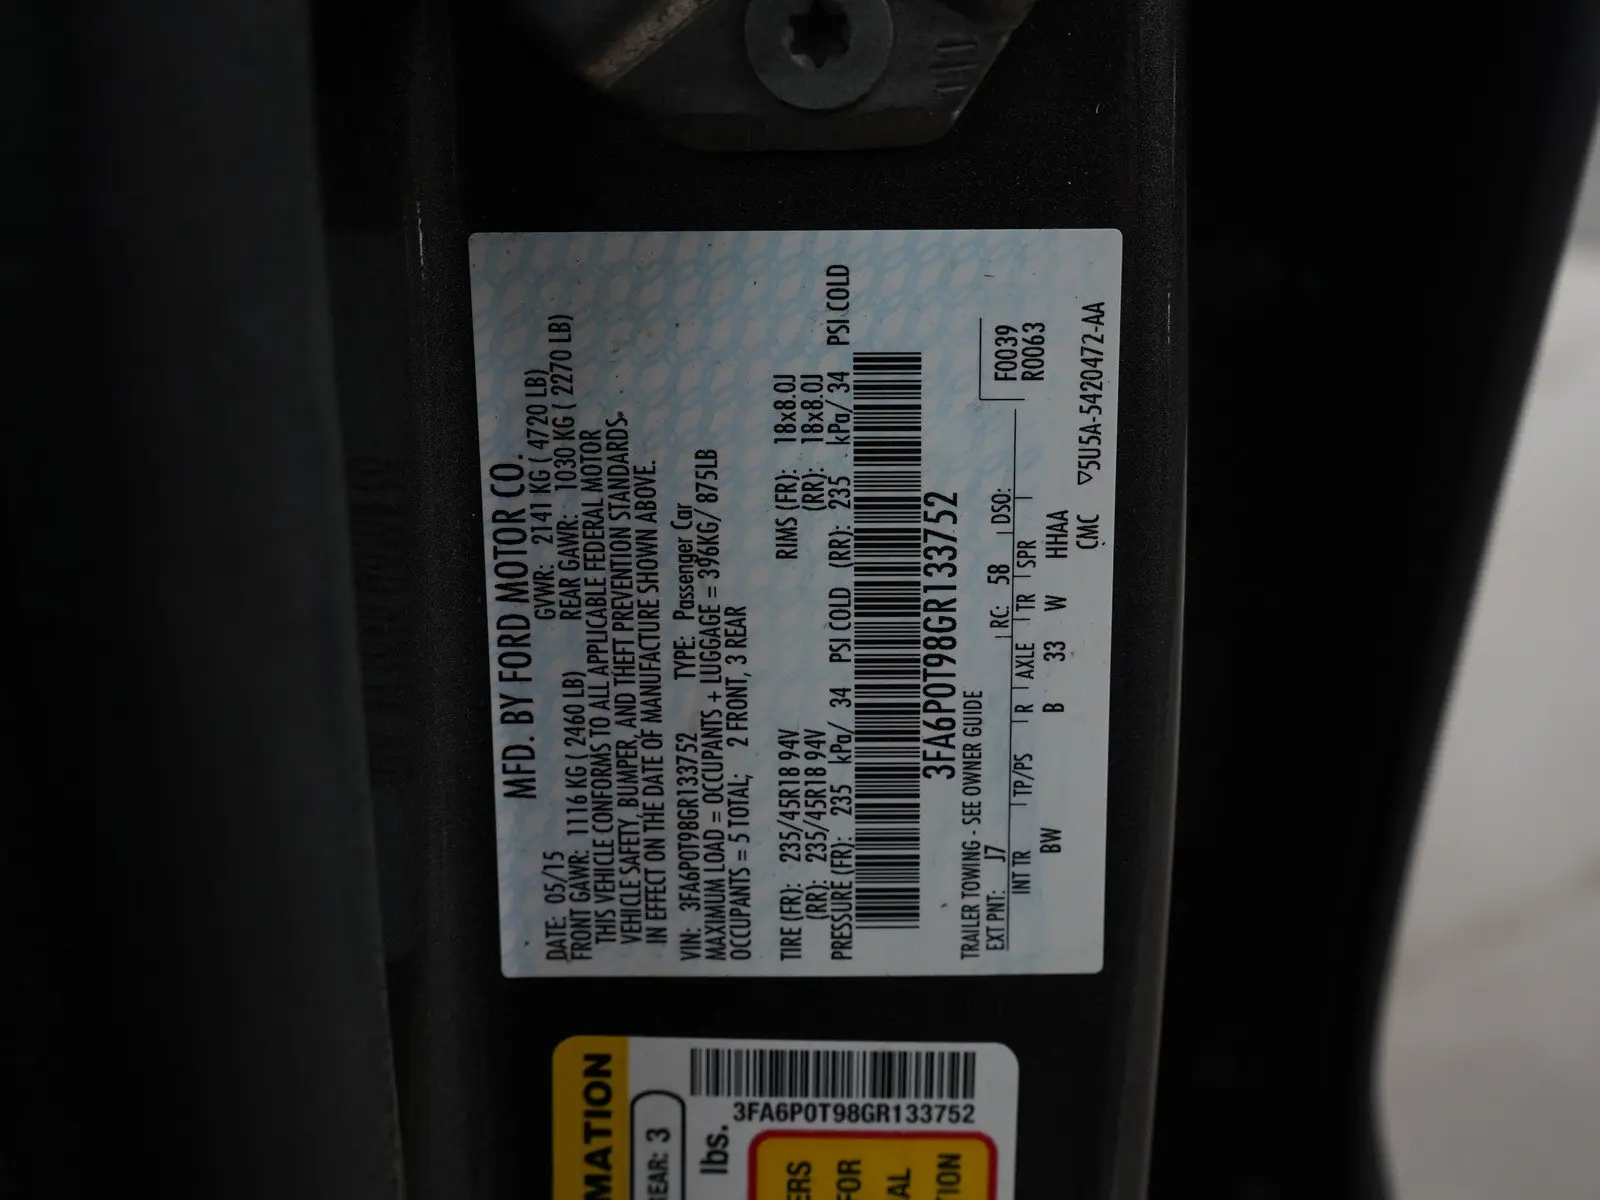 MFD. BY FORD MOTOR CO.
DATE: 05/15 GVWR: 2141 KG ( 4720 LB)
FRONT GAWR: 1116 KG ( 2460 LB) REAR GAWR: 1030 KG ( 2270 LB)
THIS VEHICLE CONFORMS TO ALL APPLICABLE FEDERAL MOTOR
VEHICLE SAFETY, BUMPER, AND THEFT PREVENTION STANDARDS
IN EFFECT ON THE DATE OF MANUFACTURE SHOWN ABOVE.
VIN: 3FA6P0T98GR133752 TYPE: Passenger Car
MAXIMUM LOAD = OCCUPANTS + LUGGAGE = 396KG/ 875LB
OCCUPANTS = 5 TOTAL; 2 FRONT, 3 REAR
TIRE (FR): 235/45R18 94V RIMS (FR): 18x8.0J
(RR): 235/45R18 94V (RR): 18x8.0J
PRESSURE (FR): 235 kPa/ 34 PSI COLD (RR): 235 kPa/ 34 PSI COLD
3FA6P0T98GR133752
TRAILER TOWING - SEE OWNER GUIDE F0039
EXT PNT: J7 RC: 58 DSO: R0063
INT TR TP/PS R AXLE TR SPR
BW B 33 W HHAA
CMC ▽5U5A-5420472-AA
MATION
EAR: 3
lbs.
3FA6P0T98GR133752
ERS
FOR
AL
TION